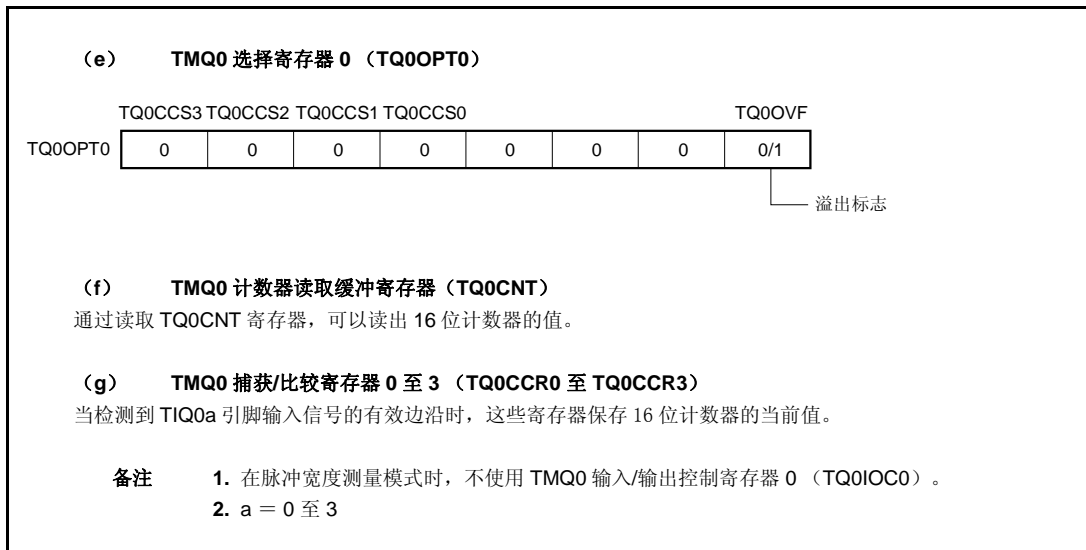 （e） TMQ0 选择寄存器 0 （TQ0OPT0）
TQ0CCS3 TQ0CCS2 TQ0CCS1 TQ0CCS0 TQ0OVF
TQ0OPT0 0 0 0 0 0 0 0 0/1
溢出标志
（f） TMQ0 计数器读取缓冲寄存器（TQ0CNT）
通过读取 TQ0CNT 寄存器，可以读出 16 位计数器的值。
（g） TMQ0 捕获/比较寄存器 0 至 3 （TQ0CCR0 至 TQ0CCR3）
当检测到 TIQ0a 引脚输入信号的有效边沿时，这些寄存器保存 16 位计数器的当前值。
备注 1. 在脉冲宽度测量模式时，不使用 TMQ0 输入/输出控制寄存器 0 （TQ0IOC0）。
2. a ＝ 0 至 3